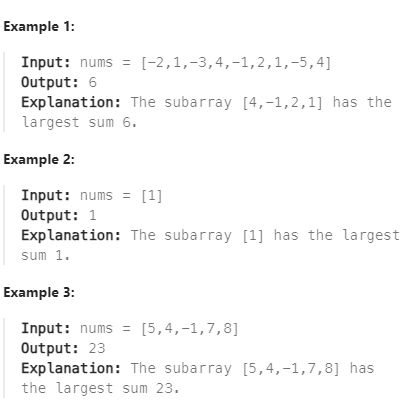 Example 1:
Input: nums = [-2,1,-3,4,-1,2,1,-5,4]
Output: 6
Explanation: The subarray [4,-1,2,1] has the
largest sum 6.
Example 2:
Input: nums = [1]
Output: 1
Explanation: The subarray [1] has the largest
sum 1.
Example 3:
Input: nums = [5,4,-1,7,8]
Output: 23
Explanation: The subarray [5,4,-1,7,8] has
the largest sum 23.